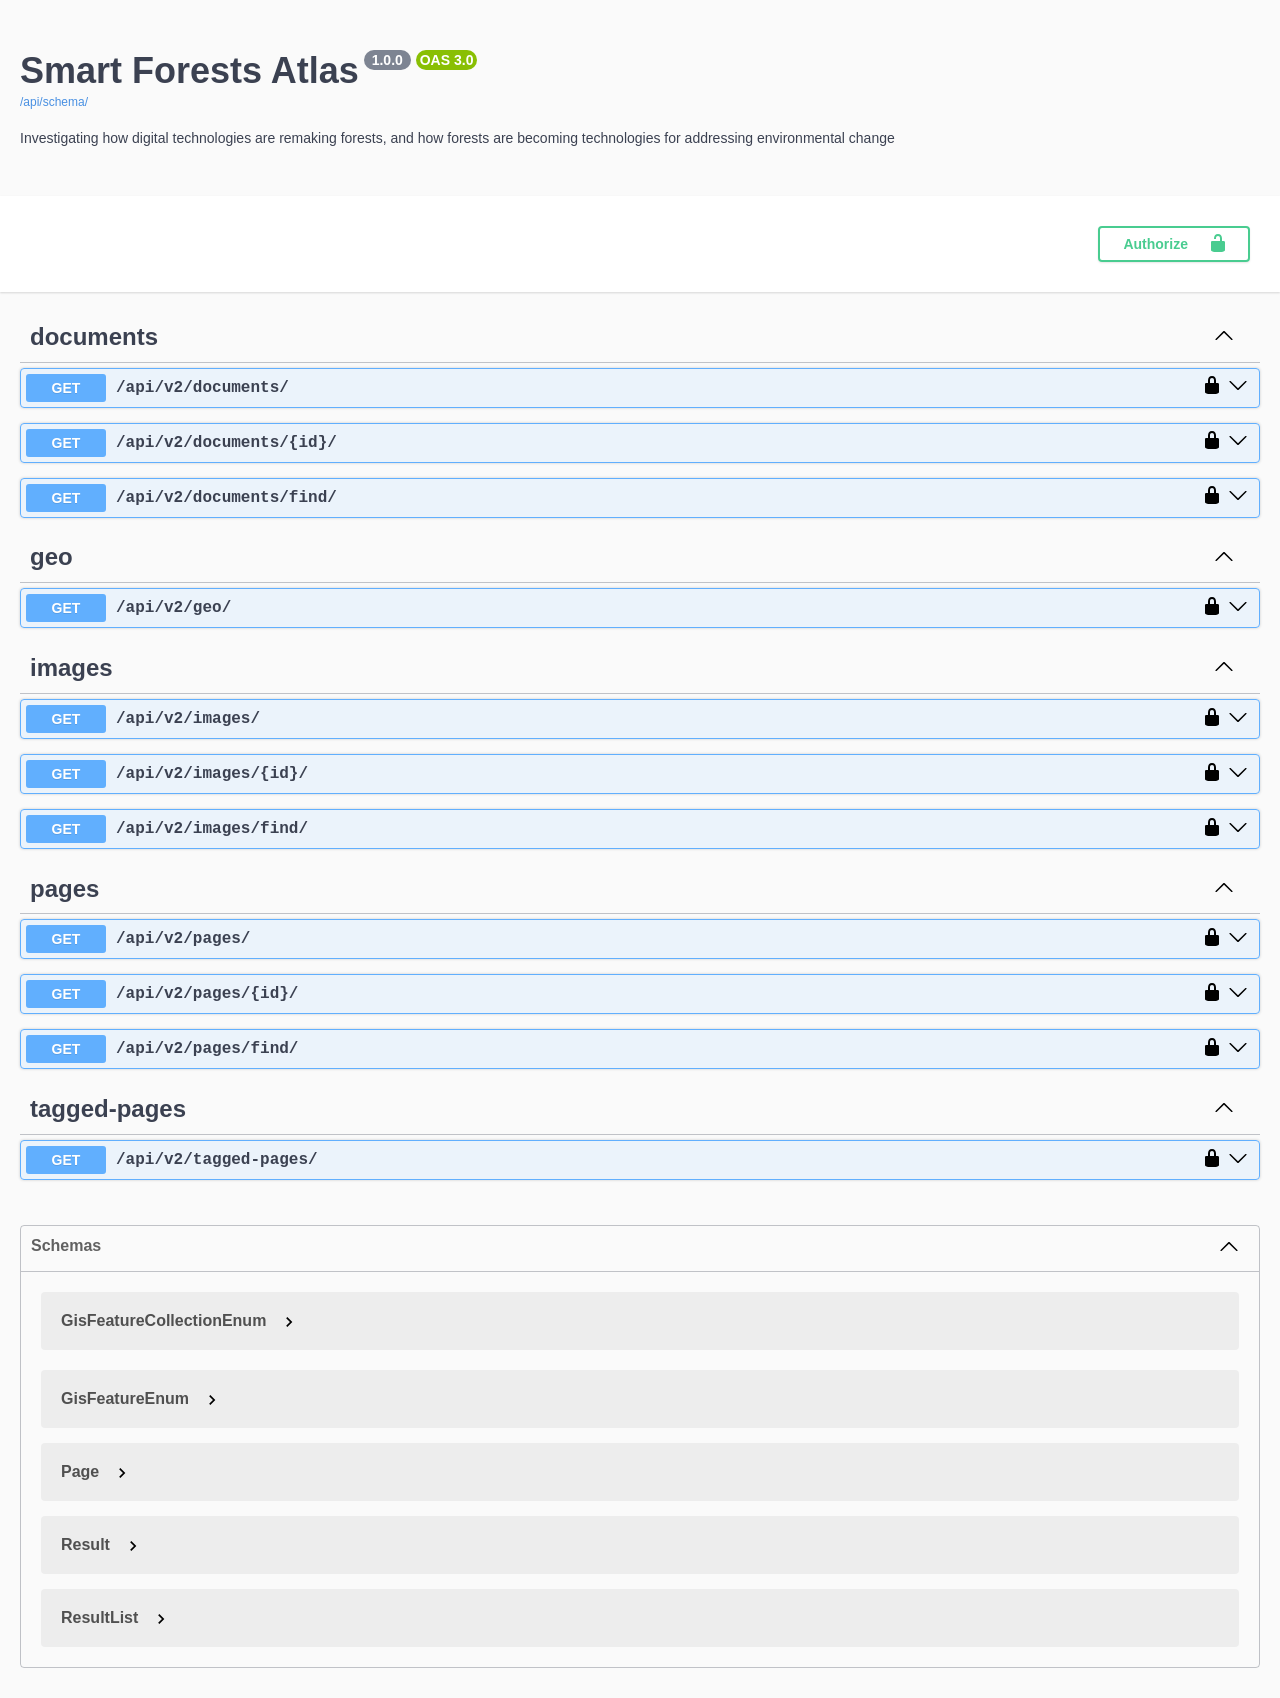 Smart Forests Atlas 1.0.0 OAS 3.0
/api/schema/
Investigating how digital technologies are remaking forests, and how forests are becoming technologies for addressing environmental change
Authorize
documents
GET /api/v2/documents/
GET /api/v2/documents/{id}/
GET /api/v2/documents/find/
geo
GET /api/v2/geo/
images
GET /api/v2/images/
GET /api/v2/images/{id}/
GET /api/v2/images/find/
pages
GET /api/v2/pages/
GET /api/v2/pages/{id}/
GET /api/v2/pages/find/
tagged-pages
GET /api/v2/tagged-pages/
Schemas
GisFeatureCollectionEnum
GisFeatureEnum
Page
Result
ResultList